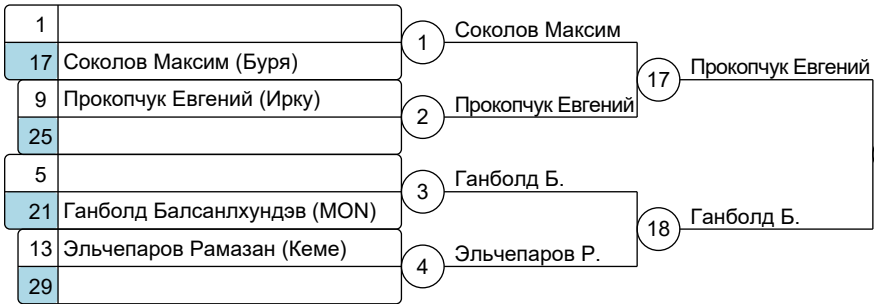 1
17 Соколов Максим (Буря)
9 Прокопчук Евгений (Ирку)
25
5
21 Ганболд Балсанлхундэв (MON)
13 Эльчепаров Рамазан (Кеме)
29
1 Соколов Максим
2 Прокопчук Евгений
3 Ганболд Б.
4 Эльчепаров Р.
17 Прокопчук Евгений
18 Ганболд Б.